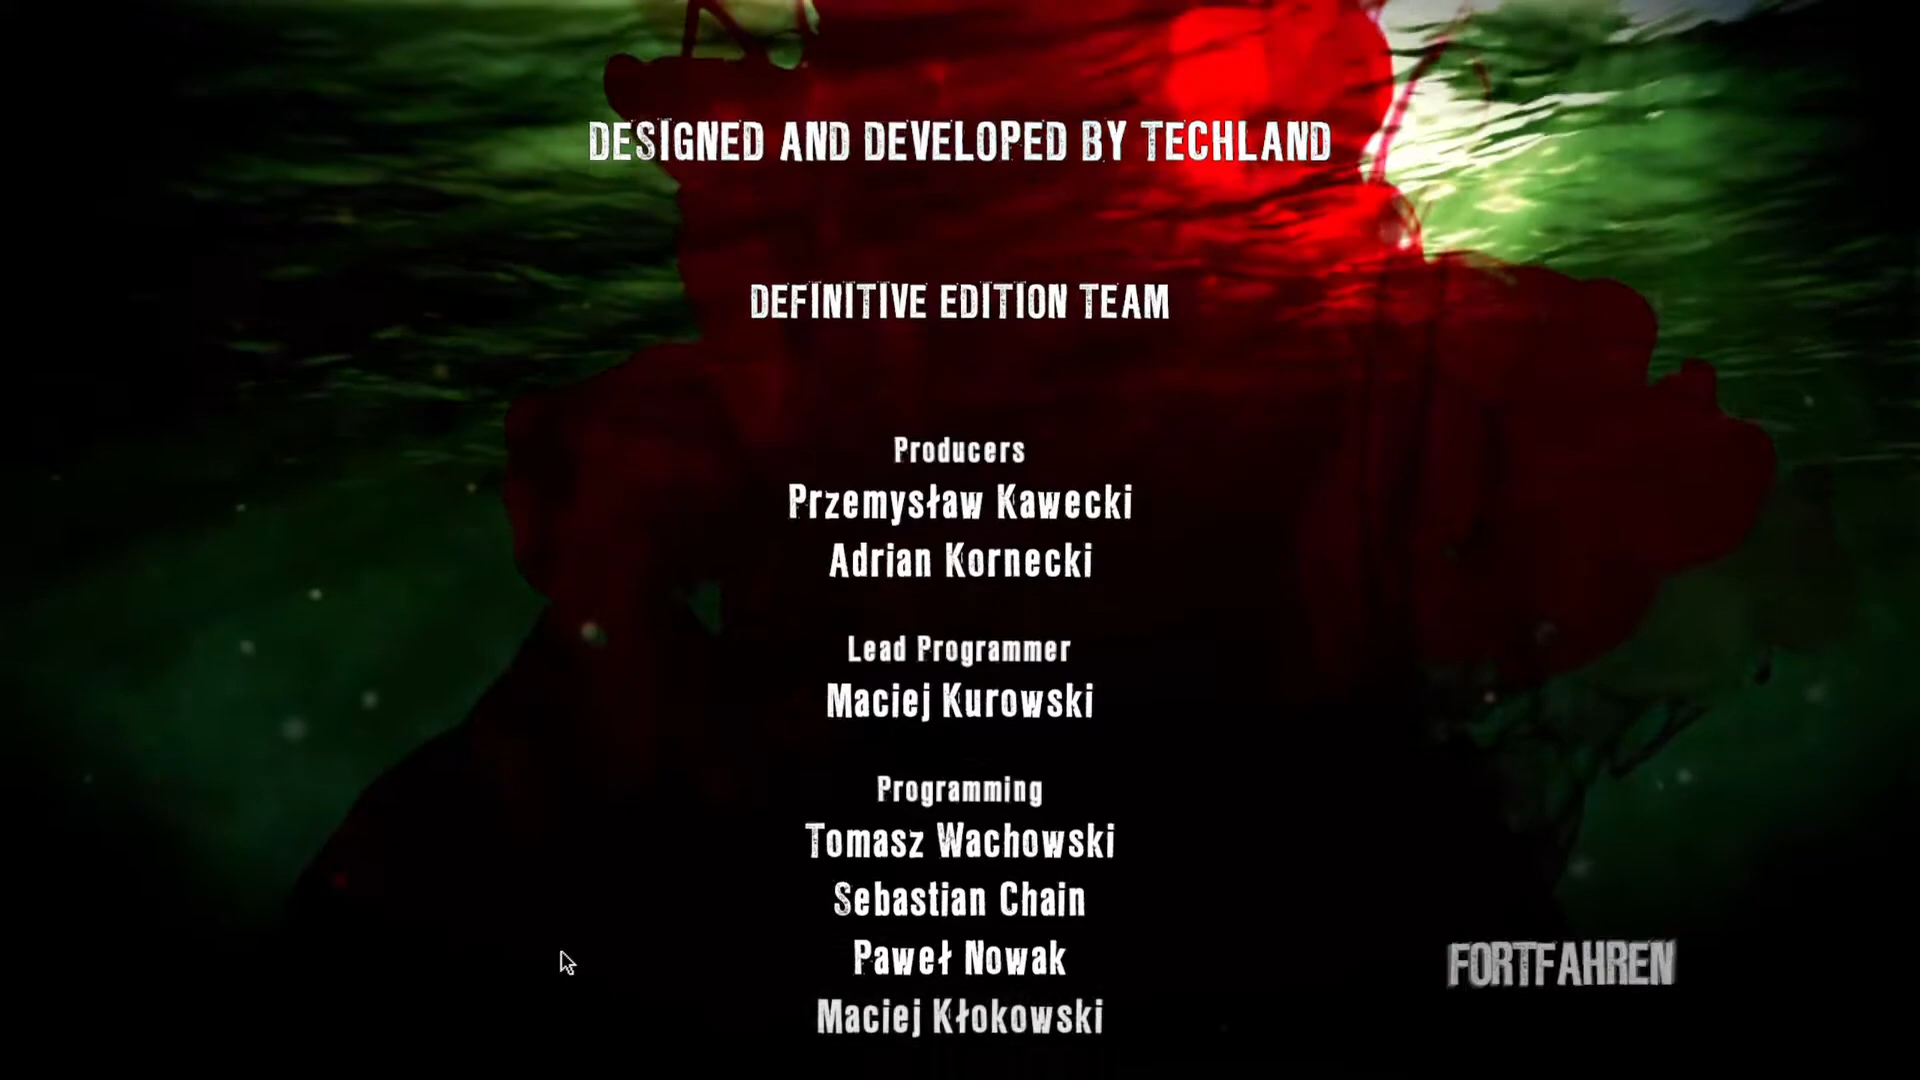 DESIGNED AND DEVELOPED BY TECHLAND
DEFINITIVE EDITION TEAM
Producers
Przemysław Kawecki
Adrian Kornecki
Lead Programmer
Maciej Kurowski
Programming
Tomasz Wachowski
Sebastian Chain
Paweł Nowak
FORTFAHREN
Maciej Kłokowski